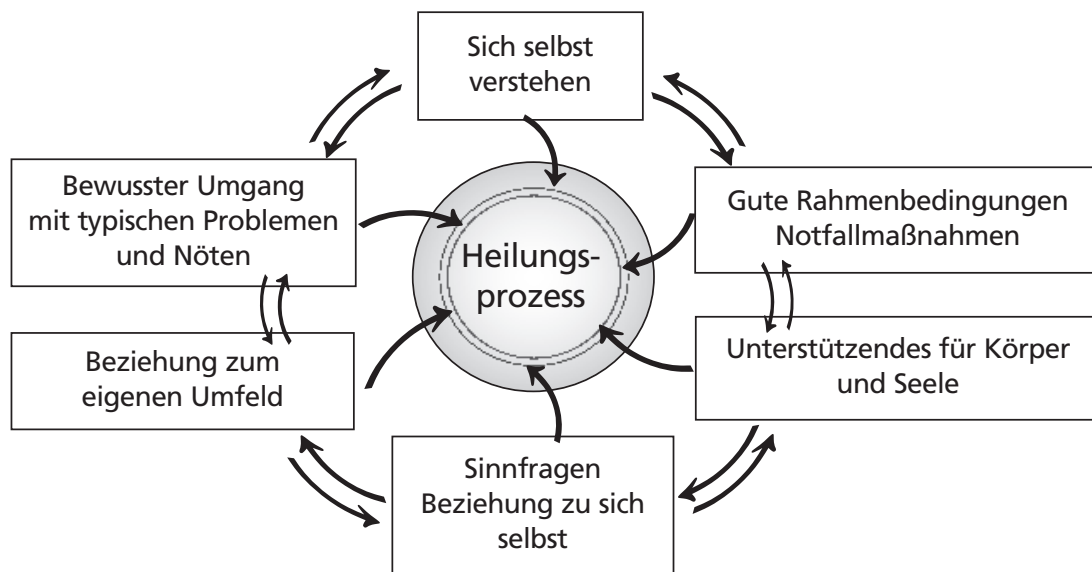 Sich selbst
verstehen
Bewusster Umgang
mit typischen Problemen
und Nöten
Gute Rahmenbedingungen
Notfallmaßnahmen
Heilungs-
prozess
Beziehung zum
eigenen Umfeld
Unterstützendes für Körper
und Seele
Sinnfragen
Beziehung zu sich
selbst